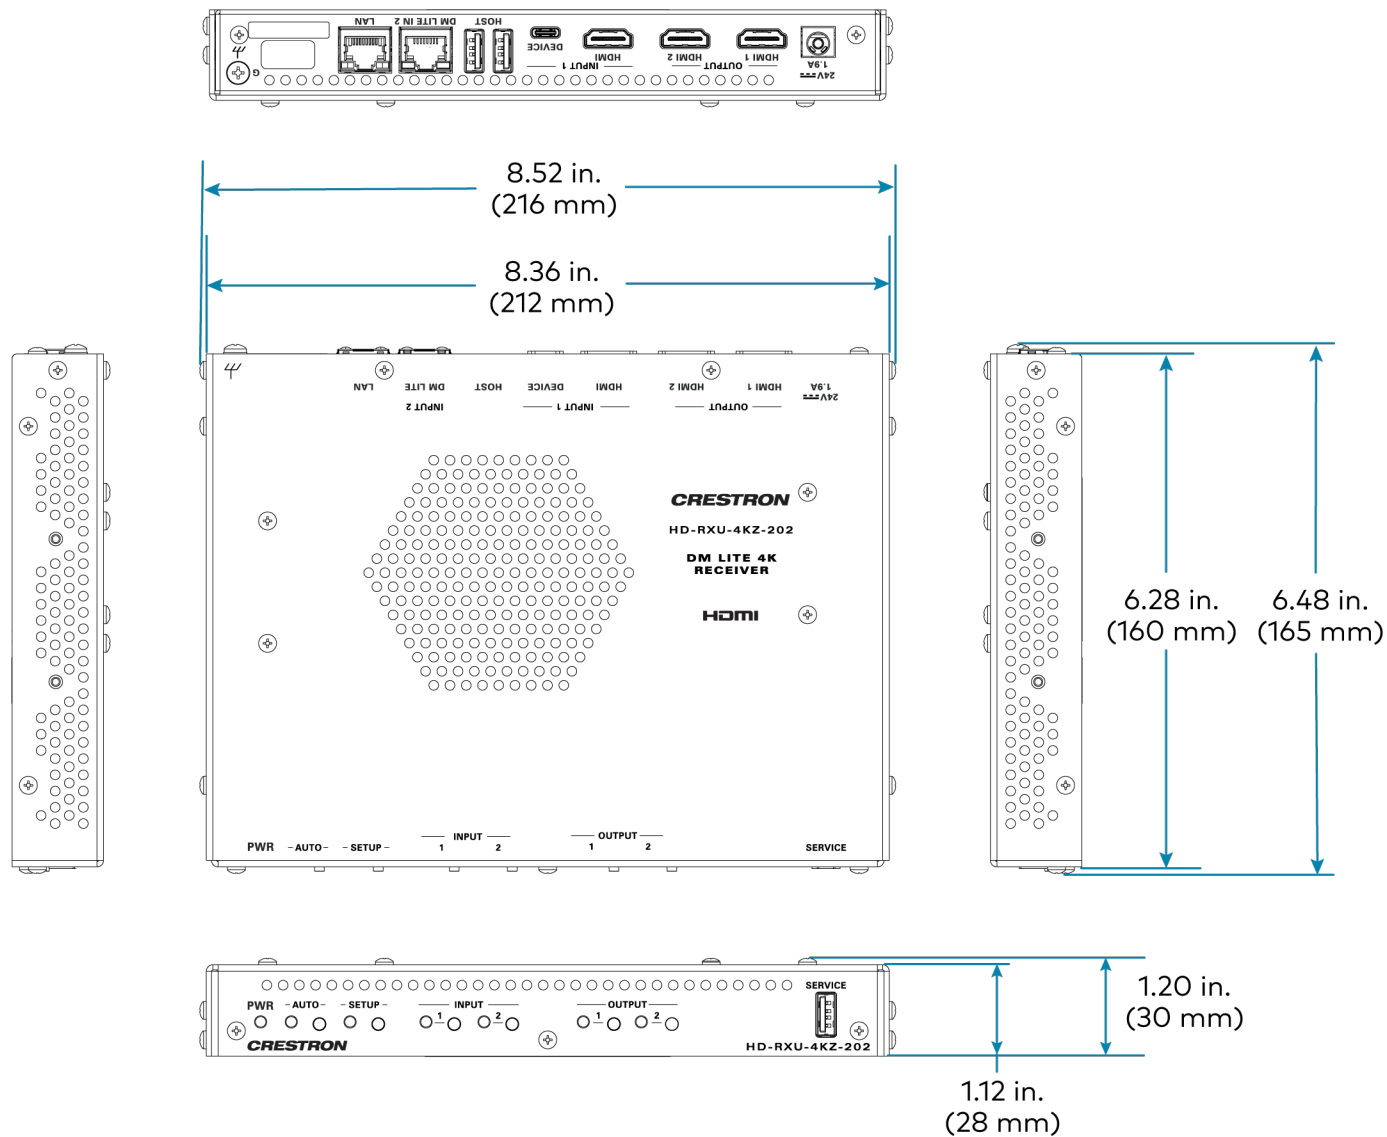 LAN
DM LITE IN 2
HOST
DEVICE
HDMI
INPUT 1
HDMI 2
OUTPUT
HDMI 1
24V
1.9A
G
8.52 in.
(216 mm)
8.36 in.
(212 mm)
LAN
DM LITE
INPUT 2
HOST
DEVICE
HDMI
INPUT 1
HDMI 2
HDMI 1
OUTPUT
24V
1.9A
CRESTRON
HD-RXU-4KZ-202
DM LITE 4K
RECEIVER
HDMI
6.28 in.
(160 mm)
6.48 in.
(165 mm)
PWR
AUTO
SETUP
INPUT
1 2
OUTPUT
1 2
SERVICE
PWR
AUTO
SETUP
INPUT
1 2
OUTPUT
1 2
SERVICE
CRESTRON
HD-RXU-4KZ-202
1.20 in.
(30 mm)
1.12 in.
(28 mm)